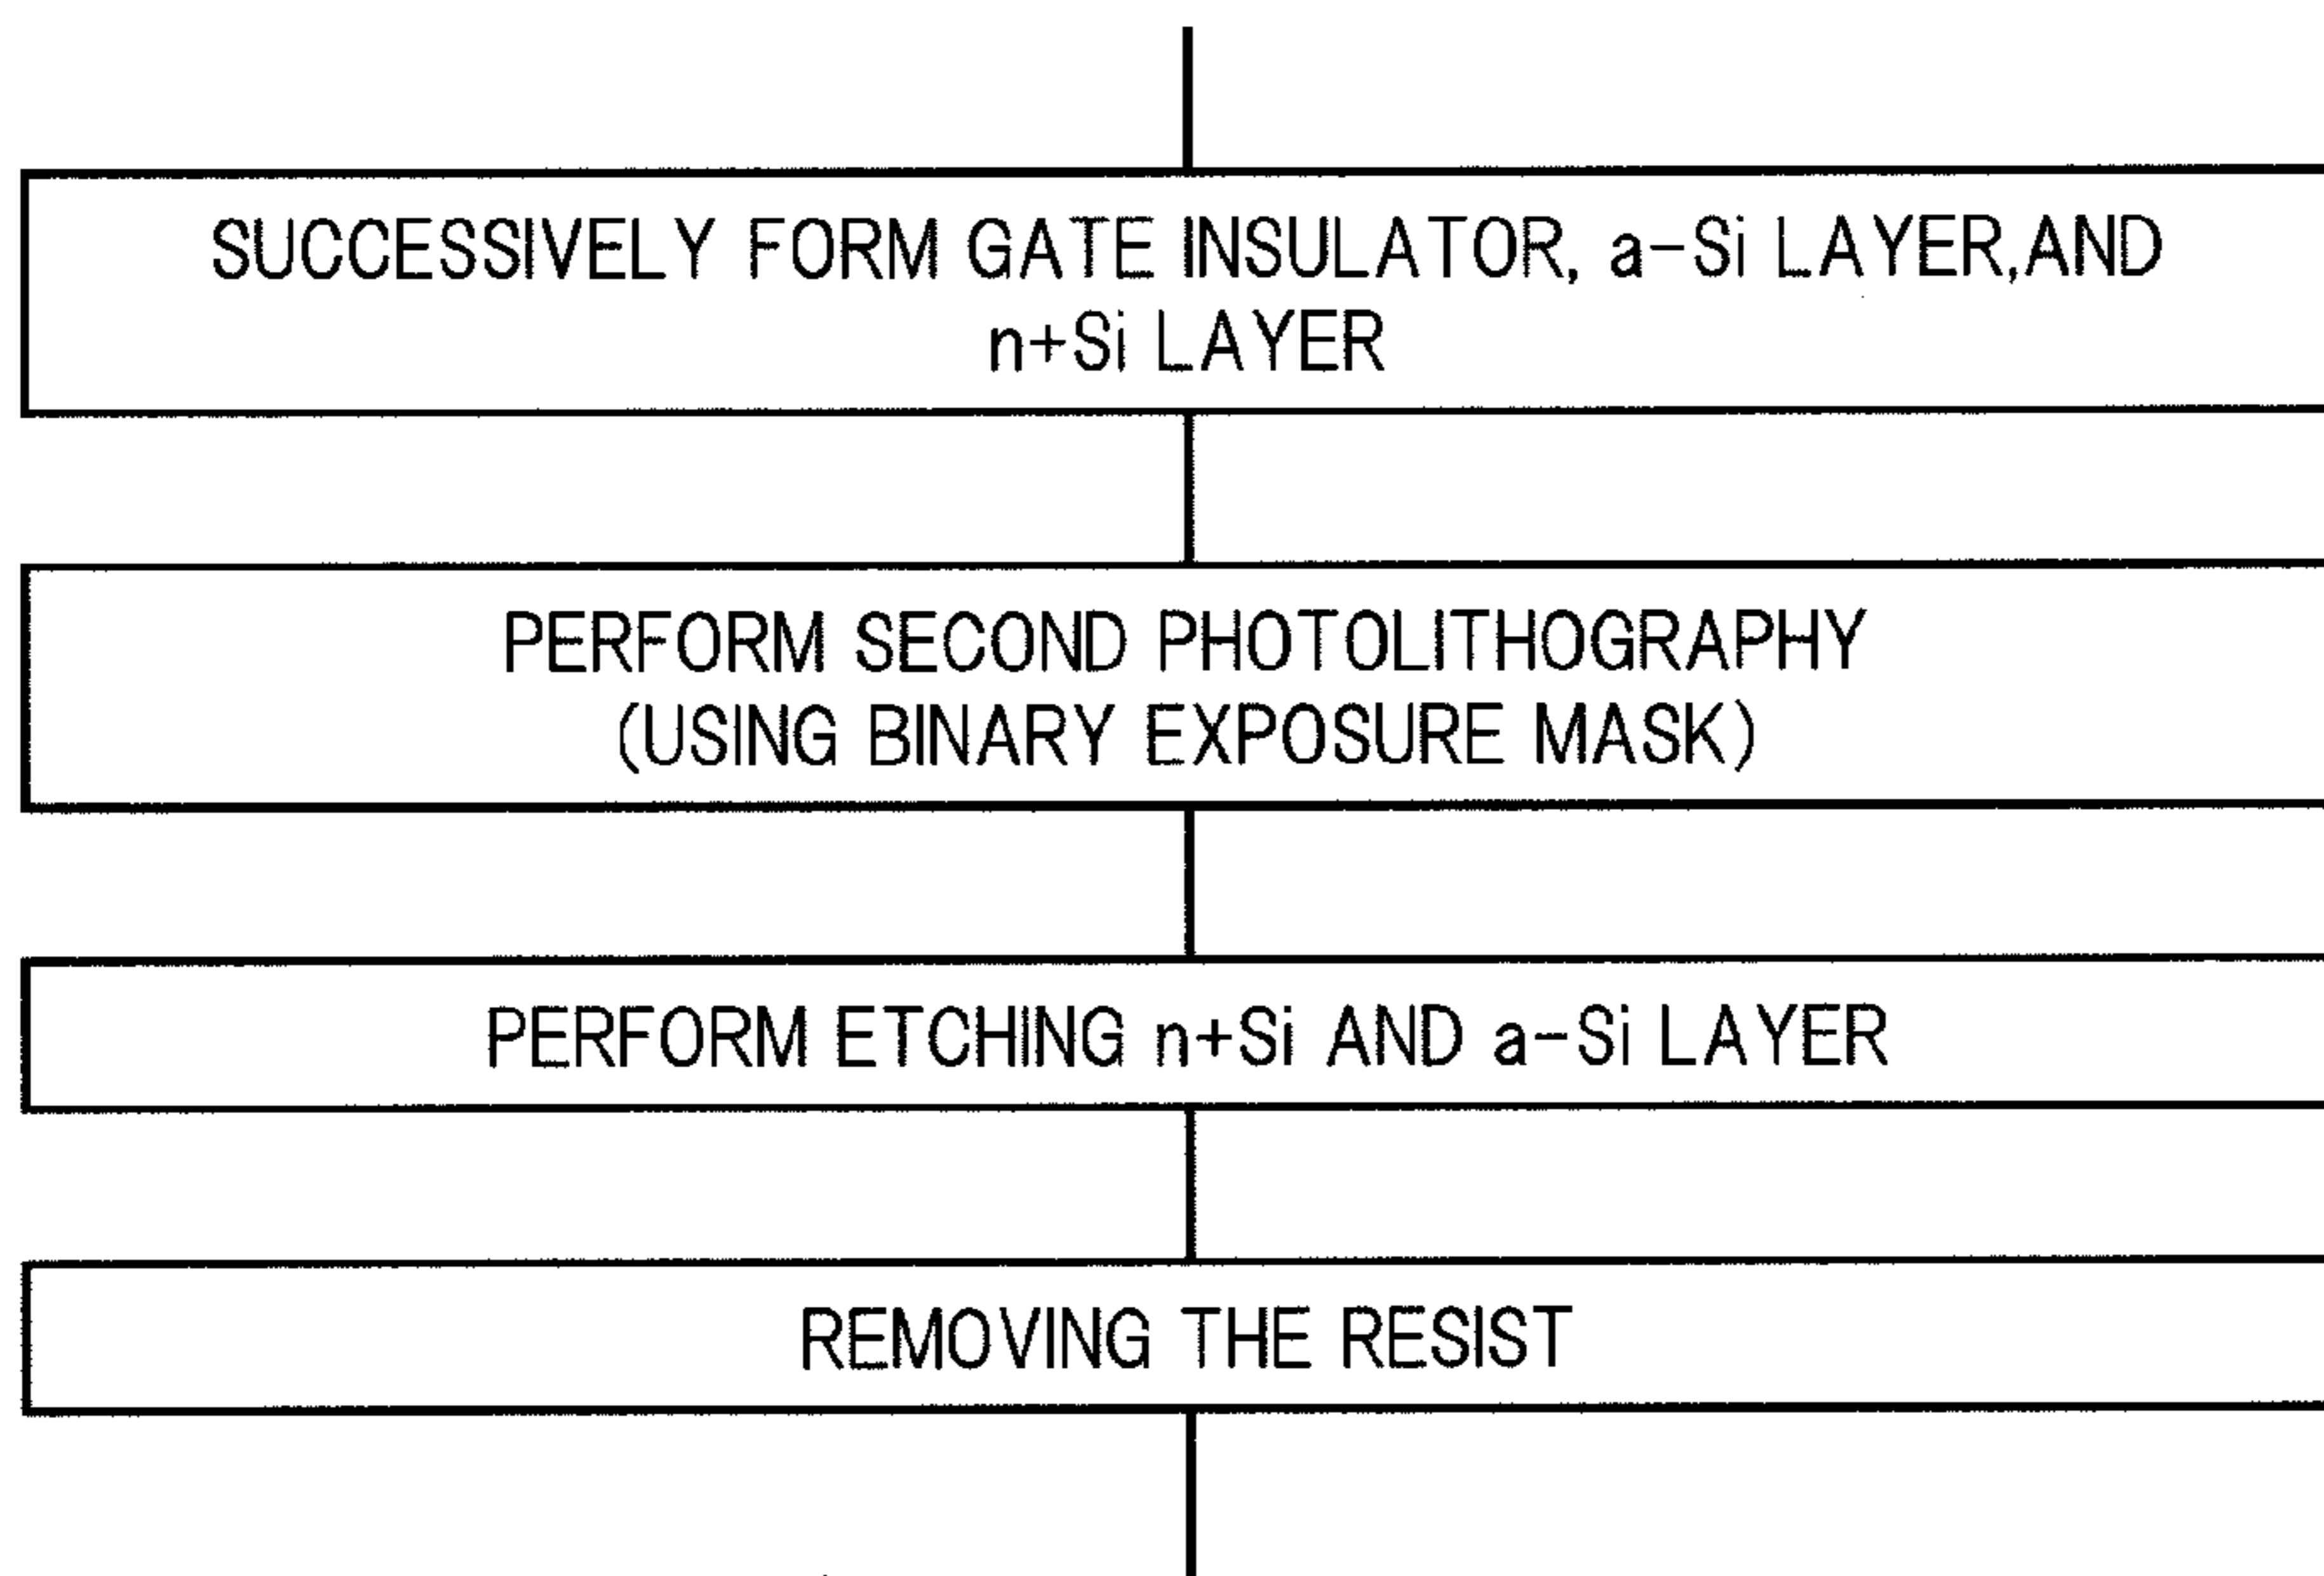 SUCCESSIVELY FORM GATE INSULATOR, a-Si LAYER,AND
n+Si LAYER
PERFORM SECOND PHOTOLITHOGRAPHY
(USING BINARY EXPOSURE MASK)
PERFORM ETCHING n+Si AND a-Si LAYER
REMOVING THE RESIST